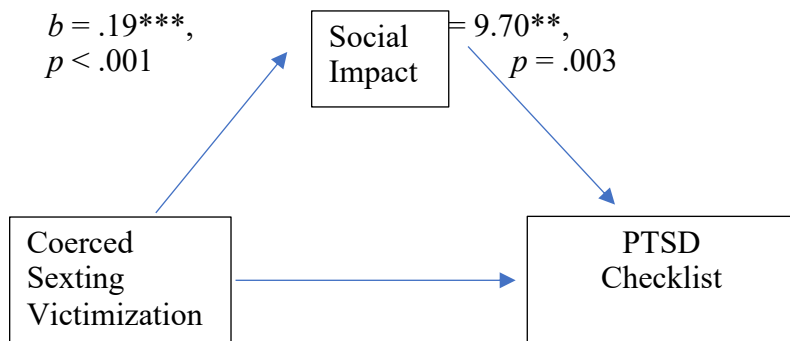 b = .19***,
p < .001
Social
Impact
= 9.70**,
p = .003
Coerced
Sexting
Victimization
PTSD
Checklist